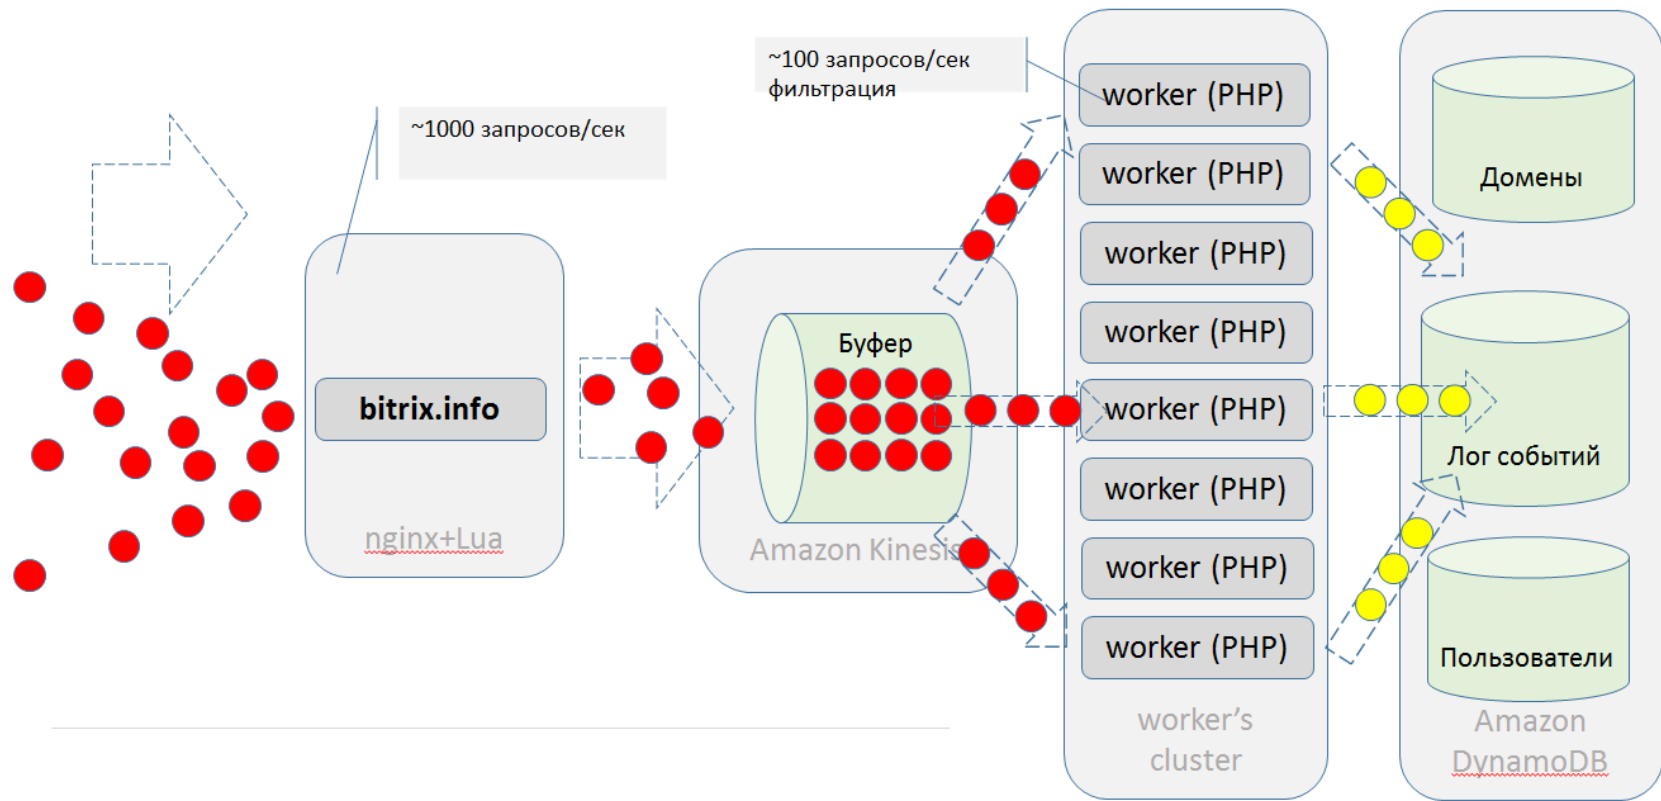 ~1000 запросов/сек
bitrix.info
nginx+Lua
Буфер
Amazon Kinesis
~100 запросов/сек
фильтрация
worker (PHP)
worker (PHP)
worker (PHP)
worker (PHP)
worker (PHP)
worker (PHP)
worker (PHP)
worker (PHP)
worker's
cluster
Домены
Лог событий
Пользователи
Amazon
DynamoDB